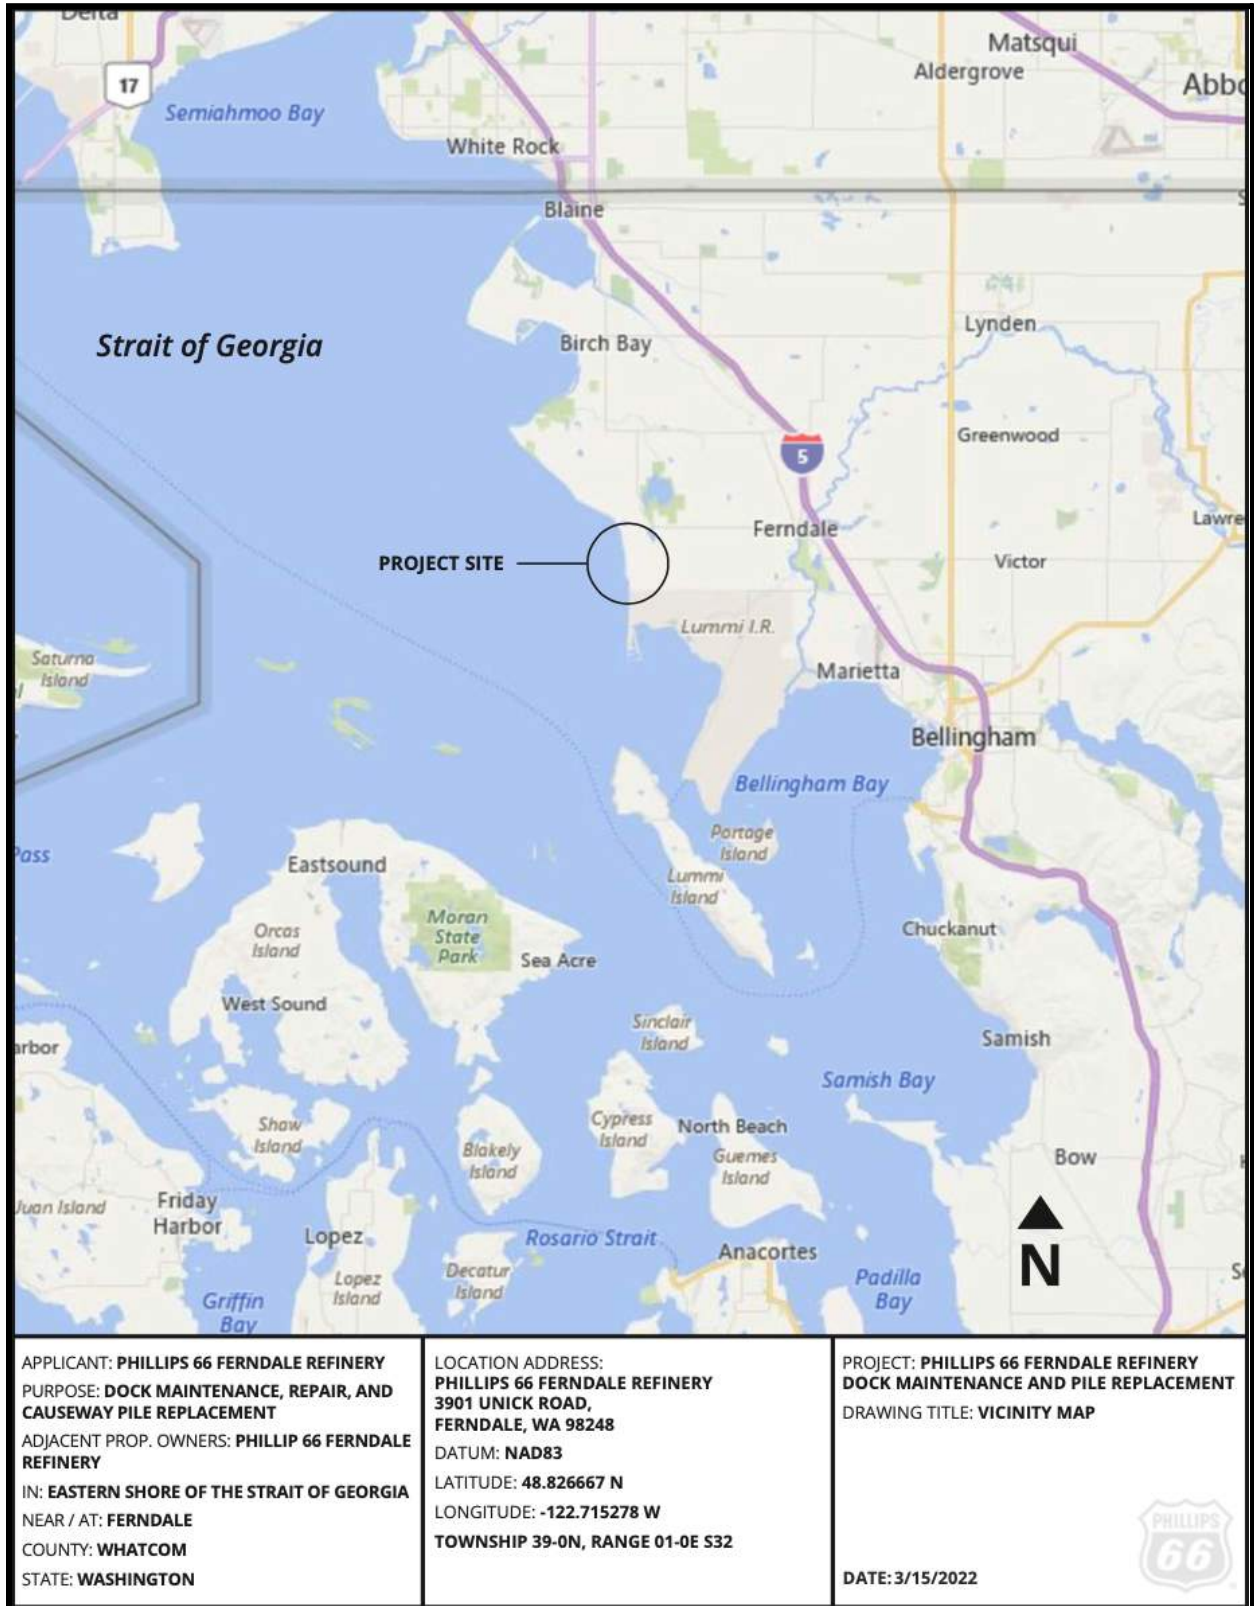 Delta
Matsqui
Aldergrove
17
Semiahmoo Bay
White Rock
Blaine
Strait of Georgia
Birch Bay
Lynden
Greenwood
5
Ferndale
PROJECT SITE
Victor
Lummi I.R.
Saturna
Island
Marietta
Bellingham
Bellingham Bay
Portage
Island
Pass
Eastsound
Lummi
Island
Moran
State
Park
Orcas
Island
Chuckanut
Sea Acre
West Sound
Sinclair
Island
arbor
Samish
Samish Bay
Cypress
Island
North Beach
Shaw
Island
Blakely
Island
Guemes
Island
Bow
Juan Island
Friday
Harbor
Lopez
Rosario Strait
Anacortes
N
Decatur
Island
Lopez
Island
Padilla
Bay
Griffin
Bay
APPLICANT: PHILLIPS 66 FERNDALE REFINERY
PURPOSE: DOCK MAINTENANCE, REPAIR, AND
CAUSEWAY PILE REPLACEMENT
ADJACENT PROP. OWNERS: PHILLIP 66 FERNDALE
REFINERY
IN: EASTERN SHORE OF THE STRAIT OF GEORGIA
NEAR / AT: FERNDALE
COUNTY: WHATCOM
STATE: WASHINGTON
LOCATION ADDRESS:
PHILLIPS 66 FERNDALE REFINERY
3901 UNICK ROAD,
FERNDALE, WA 98248
DATUM: NAD83
LATITUDE: 48.826667 N
LONGITUDE: -122.715278 W
TOWNSHIP 39-0N, RANGE 01-0E S32
PROJECT: PHILLIPS 66 FERNDALE REFINERY
DOCK MAINTENANCE AND PILE REPLACEMENT
DRAWING TITLE: VICINITY MAP
DATE: 3/15/2022
PHILLIPS
66